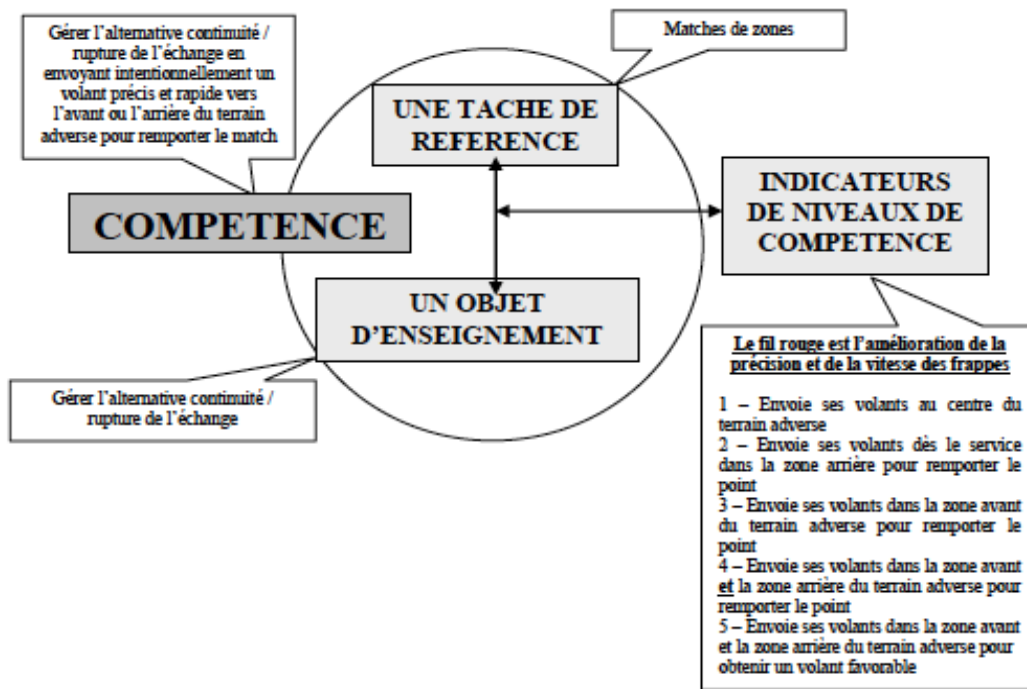 Gérer l'alternative continuité /
rupture de l'échange en
envoyant intentionnellement un
volant précis et rapide vers
l'avant ou l'arrière du terrain
adverse pour remporter le match
Matches de zones
UNE TACHE DE
REFERENCE
COMPETENCE
INDICATEURS
DE NIVEAUX DE
COMPETENCE
UN OBJET
D'ENSEIGNEMENT
Gérer l'alternative continuité /
rupture de l'échange
Le fil rouge est l'amélioration de la
précision et de la vitesse des frappes
1 – Envoie ses volants au centre du
terrain adverse
2 – Envoie ses volants dès le service
dans la zone arrière pour remporter le
point
3 – Envoie ses volants dans la zone avant
du terrain adverse pour remporter le
point
4 – Envoie ses volants dans la zone avant
et la zone arrière du terrain adverse pour
remporter le point
5 – Envoie ses volants dans la zone avant
et la zone arrière du terrain adverse pour
obtenir un volant favorable